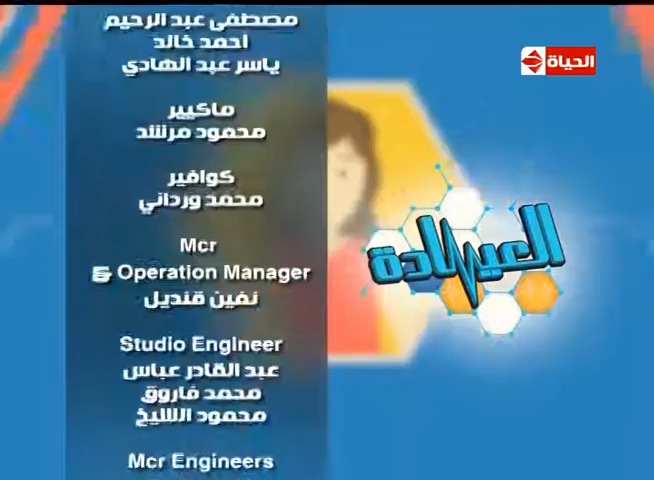 مصطفى عبد الرحيم
احمد خالد
ياسر عبد الهادي
ماكيير
محمود مرشد
كوافير
محمد ورداني
Mcr
& Operation Manager
نفين قنديل
Studio Engineer
عبد القادر عباس
محمد فاروق
محمود الشيخ
Mcr Engineers
الحياة
العيادة